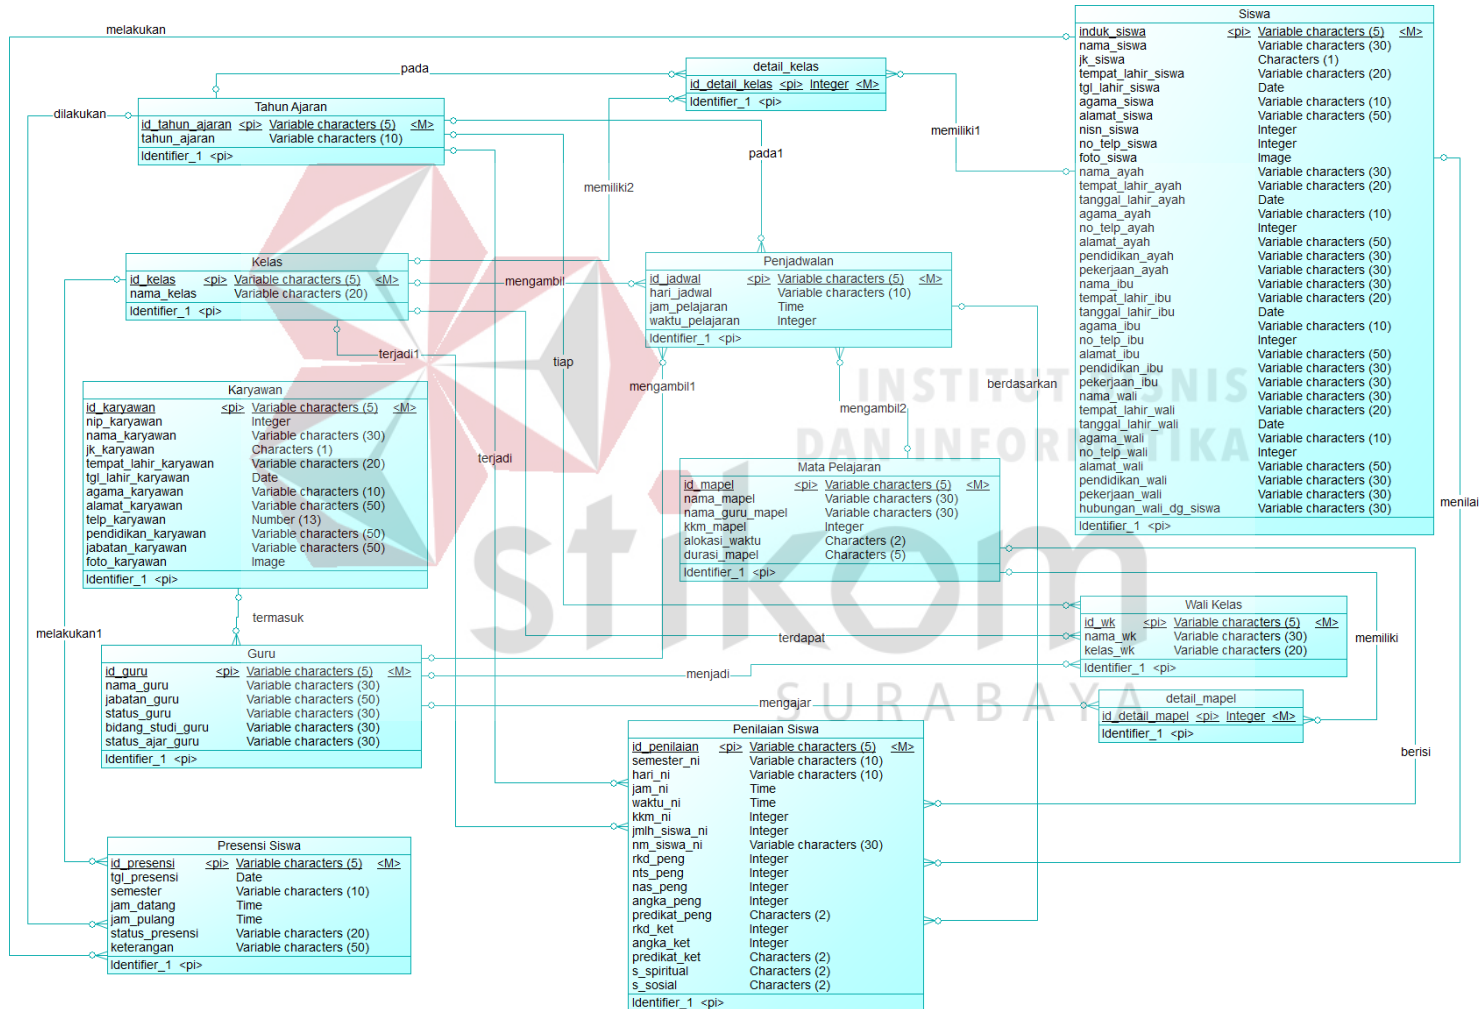 melakukan
Siswa
induk_siswa <pi> Variable characters (5) <M>
nama_siswa Variable characters (30)
jk_siswa Characters (1)
tempat_lahir_siswa Variable characters (20)
tgl_lahir_siswa Date
agama_siswa Variable characters (10)
alamat_siswa Variable characters (50)
nisn_siswa Integer
no_telp_siswa Integer
foto_siswa Image
nama_ayah Variable characters (30)
tempat_lahir_ayah Variable characters (20)
tanggal_lahir_ayah Date
agama_ayah Variable characters (10)
no_telp_ayah Integer
alamat_ayah Variable characters (50)
pendidikan_ayah Variable characters (30)
pekerjaan_ayah Variable characters (30)
nama_ibu Variable characters (30)
tempat_lahir_ibu Variable characters (20)
tanggal_lahir_ibu Date
agama_ibu Variable characters (10)
no_telp_ibu Integer
alamat_ibu Variable characters (50)
pendidikan_ibu Variable characters (30)
pekerjaan_ibu Variable characters (30)
nama_wali Variable characters (30)
tempat_lahir_wali Variable characters (20)
tanggal_lahir_wali Date
agama_wali Variable characters (10)
no_telp_wali Integer
alamat_wali Variable characters (50)
pendidikan_wali Variable characters (30)
pekerjaan_wali Variable characters (30)
hubungan_wali_dg_siswa Variable characters (30)
Identifier_1 <pi>
pada
detail_kelas
id_detail_kelas <pi> Integer <M>
Identifier_1 <pi>
dilakukan
Tahun Ajaran
id_tahun_ajaran <pi> Variable characters (5) <M>
tahun_ajaran Variable characters (10)
Identifier_1 <pi>
memiliki1
pada1
memiliki2
Kelas
id_kelas <pi> Variable characters (5) <M>
nama_kelas Variable characters (20)
Identifier_1 <pi>
mengambil
Penjadwalan
id_jadwal <pi> Variable characters (5) <M>
hari_jadwal Variable characters (10)
jam_pelajaran Time
waktu_pelajaran Integer
Identifier_1 <pi>
terjadi1
tiap
mengambil1
berdasarkan
mengambil2
INSTITUT BISNIS
DAN INFORMATIKA
stikom
SURABAYA
Karyawan
id_karyawan <pi> Variable characters (5) <M>
nip_karyawan Integer
nama_karyawan Variable characters (30)
jk_karyawan Characters (1)
tempat_lahir_karyawan Variable characters (20)
tgl_lahir_karyawan Date
agama_karyawan Variable characters (10)
alamat_karyawan Variable characters (50)
telp_karyawan Number (13)
pendidikan_karyawan Variable characters (50)
jabatan_karyawan Variable characters (50)
foto_karyawan Image
Identifier_1 <pi>
terjadi
Mata Pelajaran
id_mapel <pi> Variable characters (5) <M>
nama_mapel Variable characters (30)
nama_guru_mapel Variable characters (30)
kkm_mapel Integer
alokasi_waktu Characters (2)
durasi_mapel Characters (5)
Identifier_1 <pi>
menilai
termasuk
melakukan1
Wali Kelas
id_wk <pi> Variable characters (5) <M>
nama_wk Variable characters (30)
kelas_wk Variable characters (20)
Identifier_1 <pi>
memiliki
terdapat
Guru
id_guru <pi> Variable characters (5) <M>
nama_guru Variable characters (30)
jabatan_guru Variable characters (50)
status_guru Variable characters (30)
bidang_studi_guru Variable characters (30)
status_ajar_guru Variable characters (30)
Identifier_1 <pi>
menjadi
mengajar
detail_mapel
id_detail_mapel <pi> Integer <M>
Identifier_1 <pi>
berisi
Penilaian Siswa
id_penilaian <pi> Variable characters (5) <M>
semester_ni Variable characters (10)
hari_ni Variable characters (10)
jam_ni Time
waktu_ni Time
kkm_ni Integer
jmlh_siswa_ni Integer
nm_siswa_ni Variable characters (30)
rkd_peng Integer
nts_peng Integer
nas_peng Integer
angka_peng Integer
predikat_peng Characters (2)
rkd_ket Integer
angka_ket Integer
predikat_ket Characters (2)
s_spiritual Characters (2)
s_sosial Characters (2)
Identifier_1 <pi>
Presensi Siswa
id_presensi <pi> Variable characters (5) <M>
tgl_presensi Date
semester Variable characters (10)
jam_datang Time
jam_pulang Time
status_presensi Variable characters (20)
keterangan Variable characters (50)
Identifier_1 <pi>